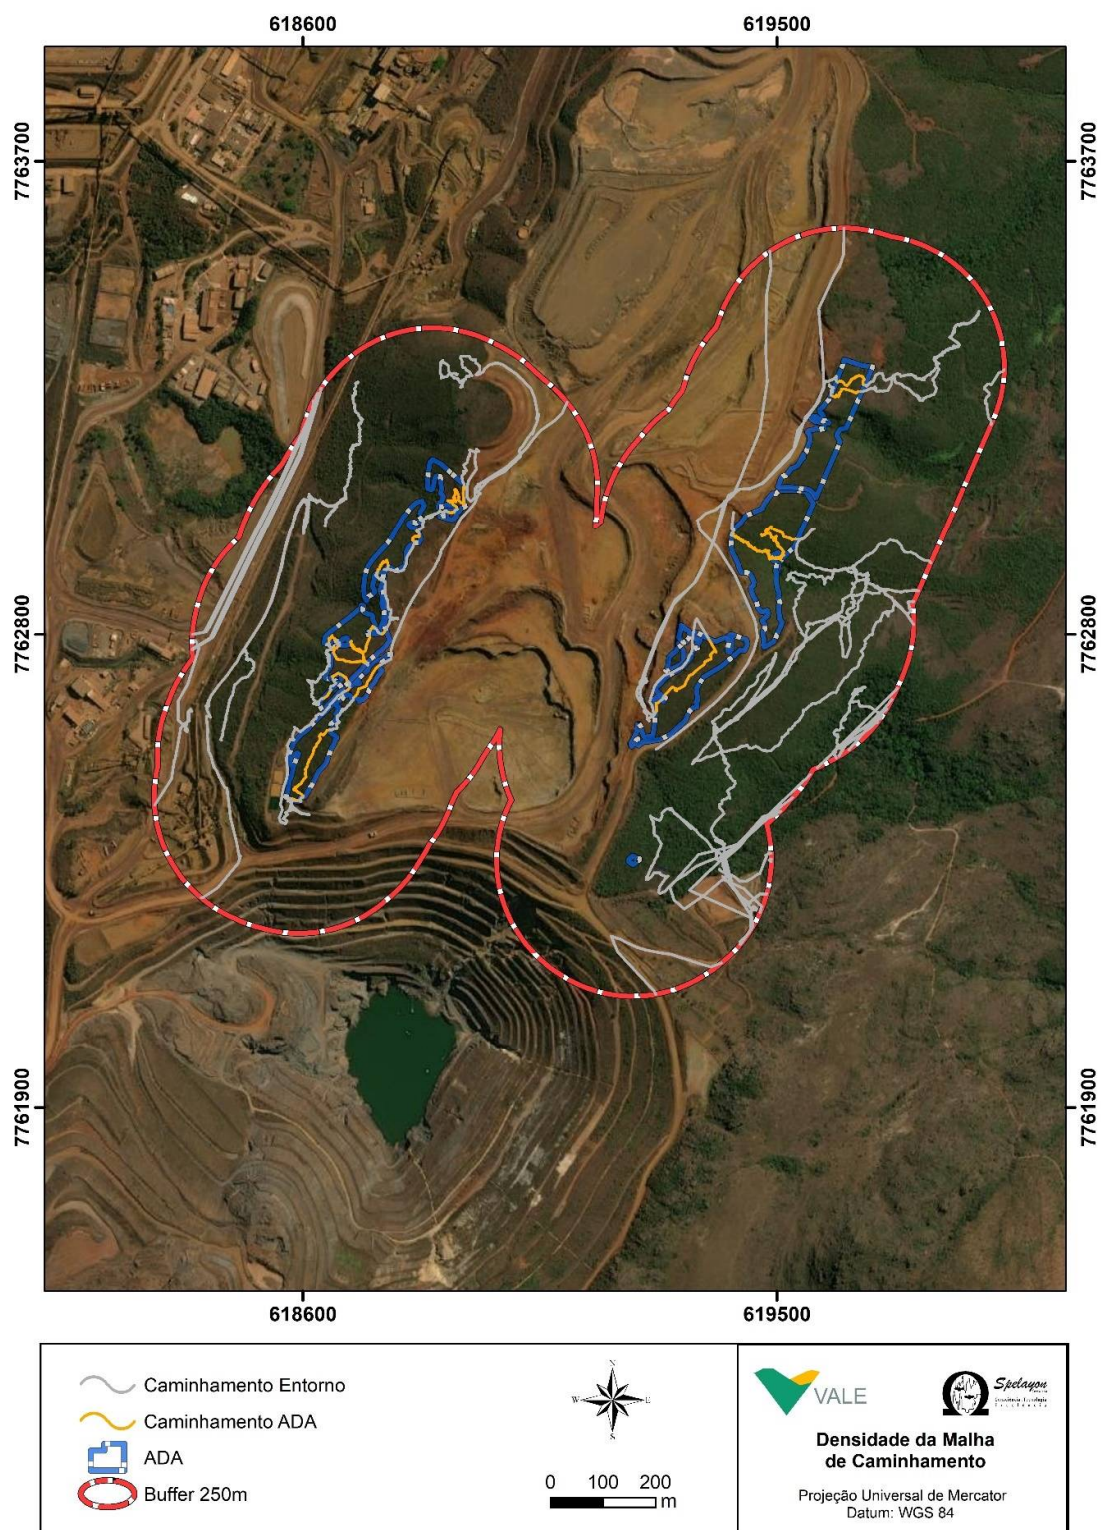 618600
619500
7763700
7763700
7762800
7762800
7761900
7761900
618600
619500
Caminhamento Entorno
Caminhamento ADA
ADA
Buffer 250m
N
W
E
S
0 100 200
m
VALE
Spelayon
Densidade da Malha
de Caminhamento
Projeção Universal de Mercator
Datum: WGS 84